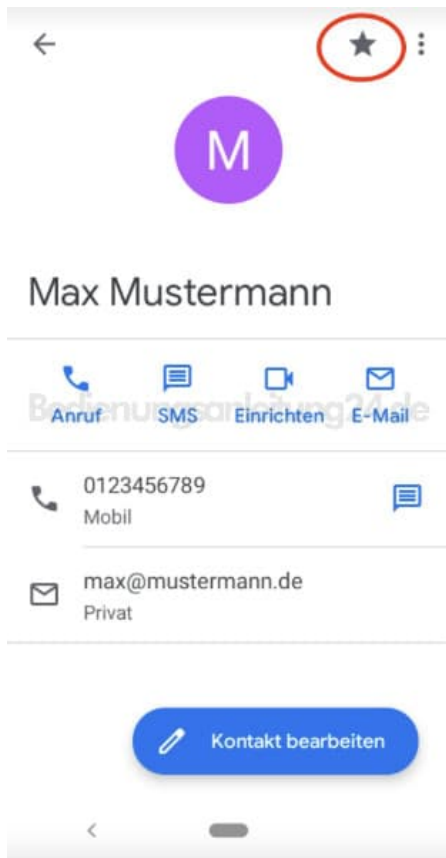 M
Max Mustermann
Bedienungsanleitung24.de
Anruf SMS Einrichten E-Mail
0123456789
Mobil
max@mustermann.de
Privat
Kontakt bearbeiten